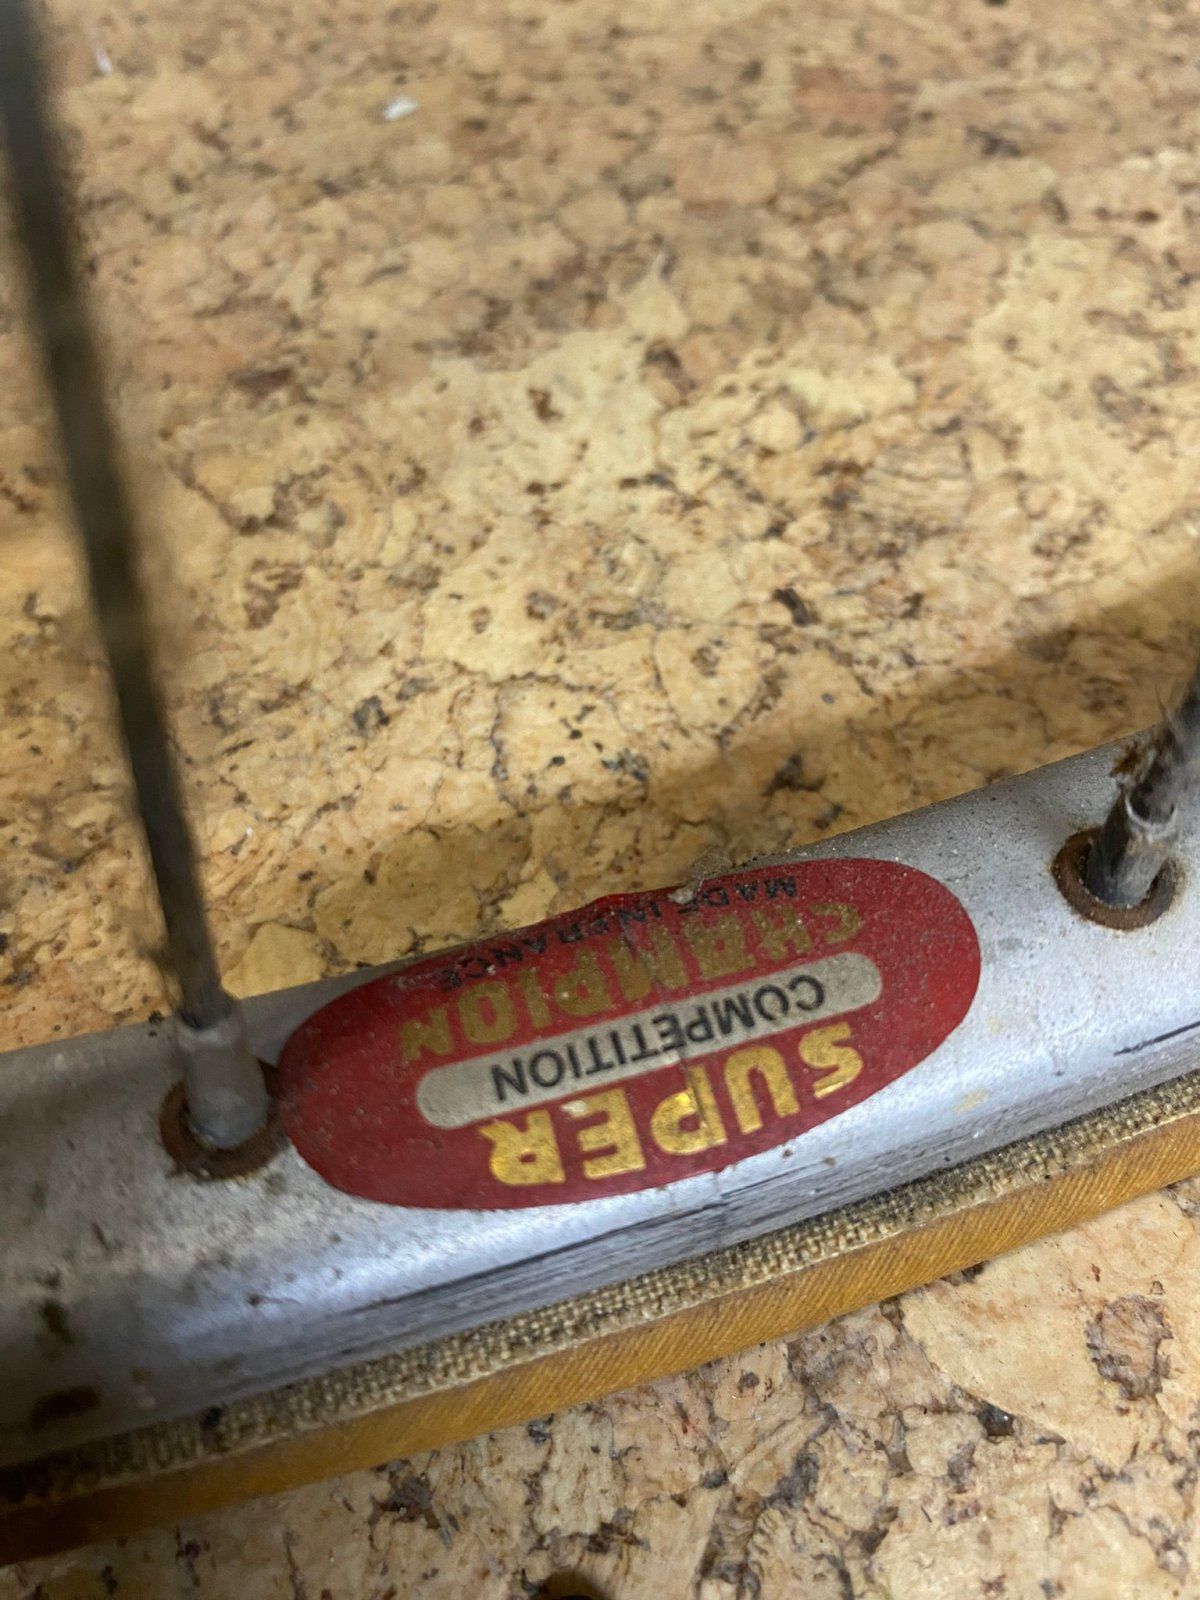 SUPER
COMPETITION
CHAMPION
MADE IN FRANCE